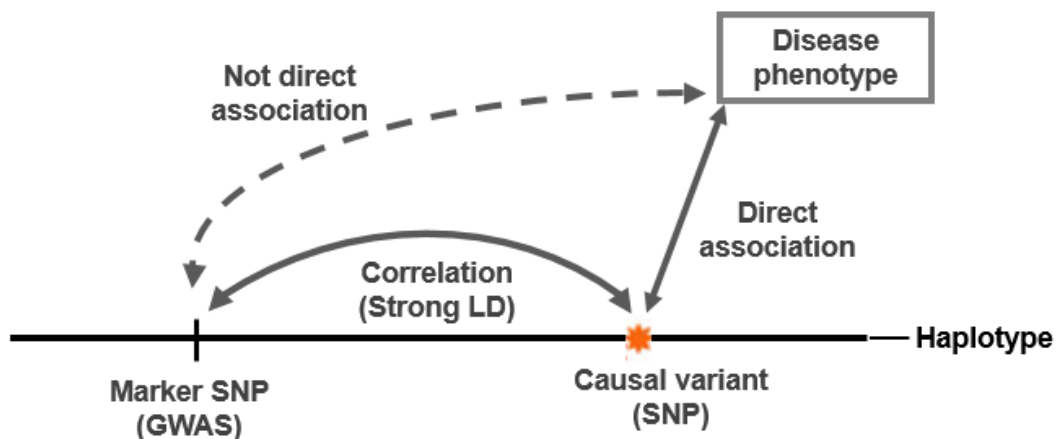 Disease
phenotype
Not direct
association
Direct
association
Correlation
(Strong LD)
Haplotype
Marker SNP
(GWAS)
Causal variant
(SNP)